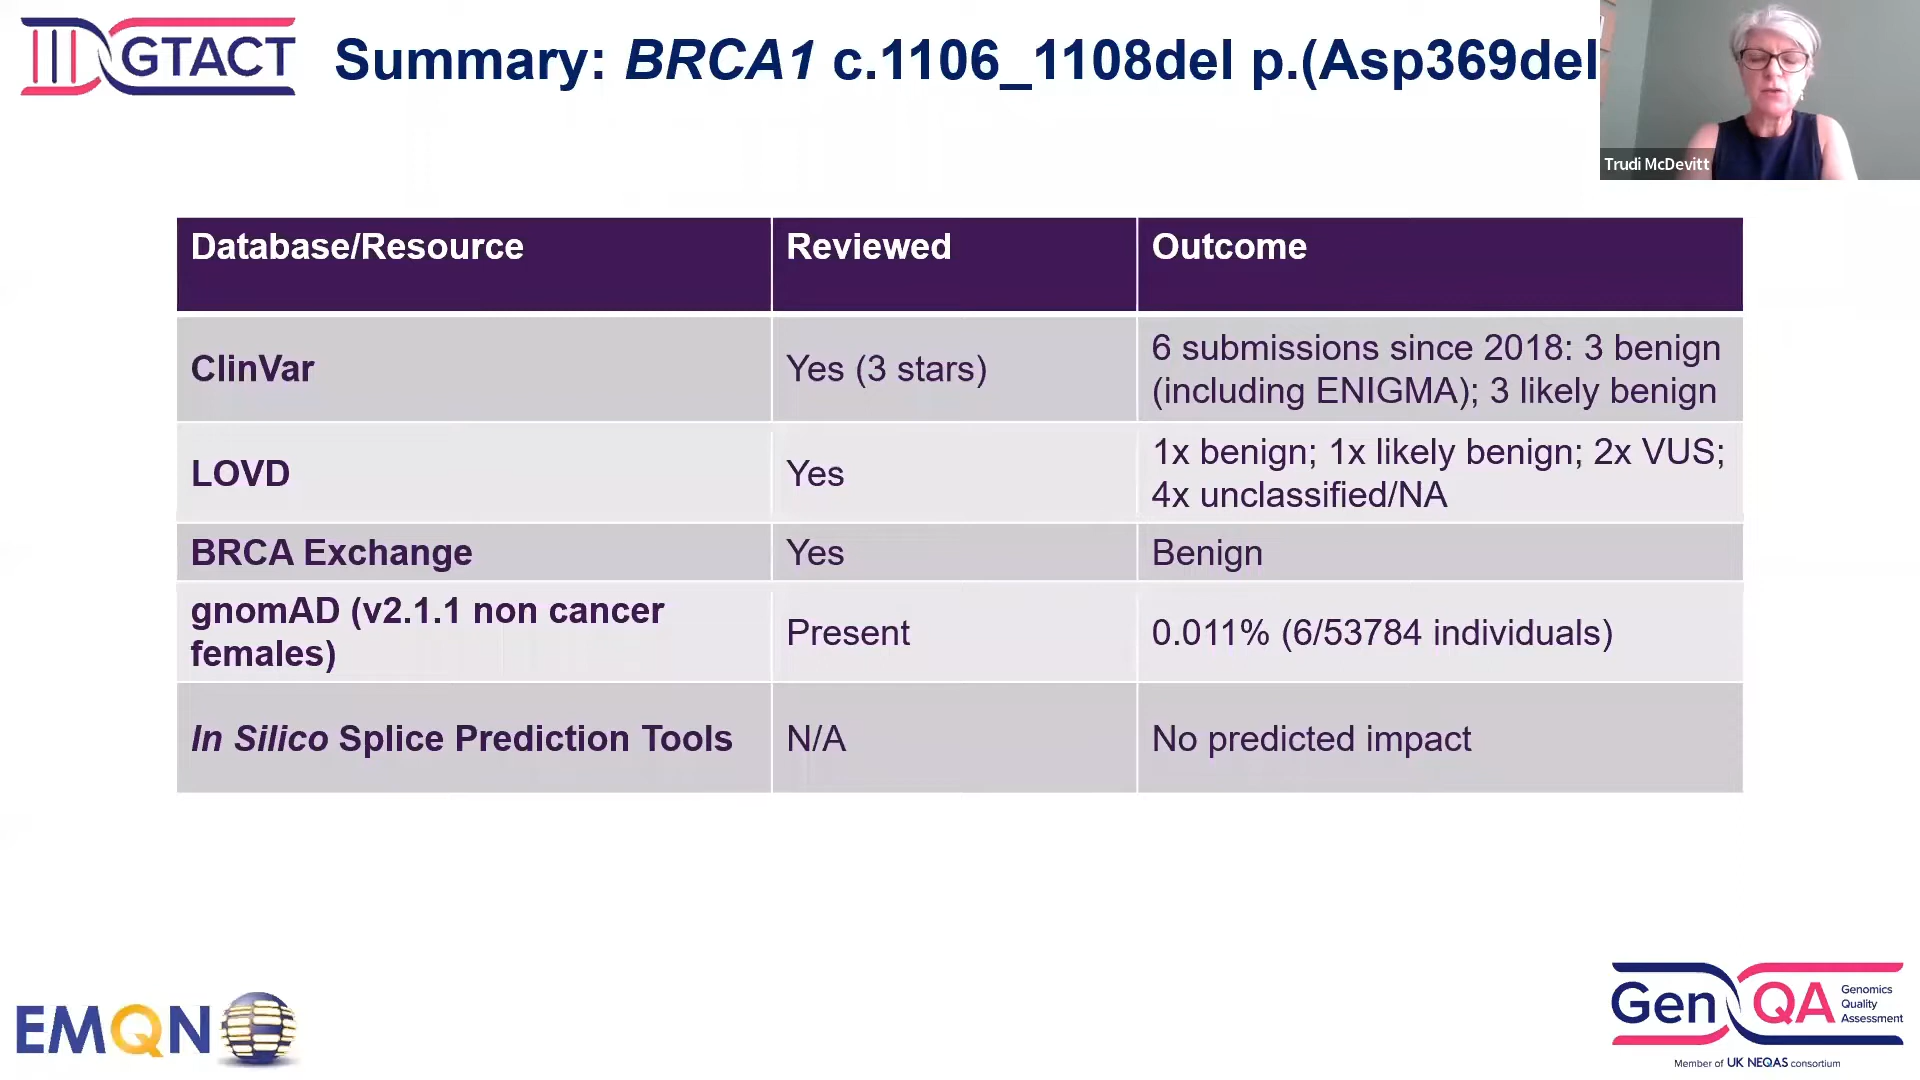 GTACT
Summary: BRCA1 c.1106_1108del p.(Asp369del
Trudi McDevitt
Database/Resource
Reviewed
Outcome
ClinVar
Yes (3 stars)
6 submissions since 2018: 3 benign
(including ENIGMA); 3 likely benign
LOVD
Yes
1x benign; 1x likely benign; 2x VUS;
4x unclassified/NA
BRCA Exchange
Yes
Benign
gnomAD (v2.1.1 non cancer
females)
Present
0.011% (6/53784 individuals)
In Silico Splice Prediction Tools
N/A
No predicted impact
EMQN
GenQA
Genomics
Quality
Assessment
Member of UK NEQAS consortium